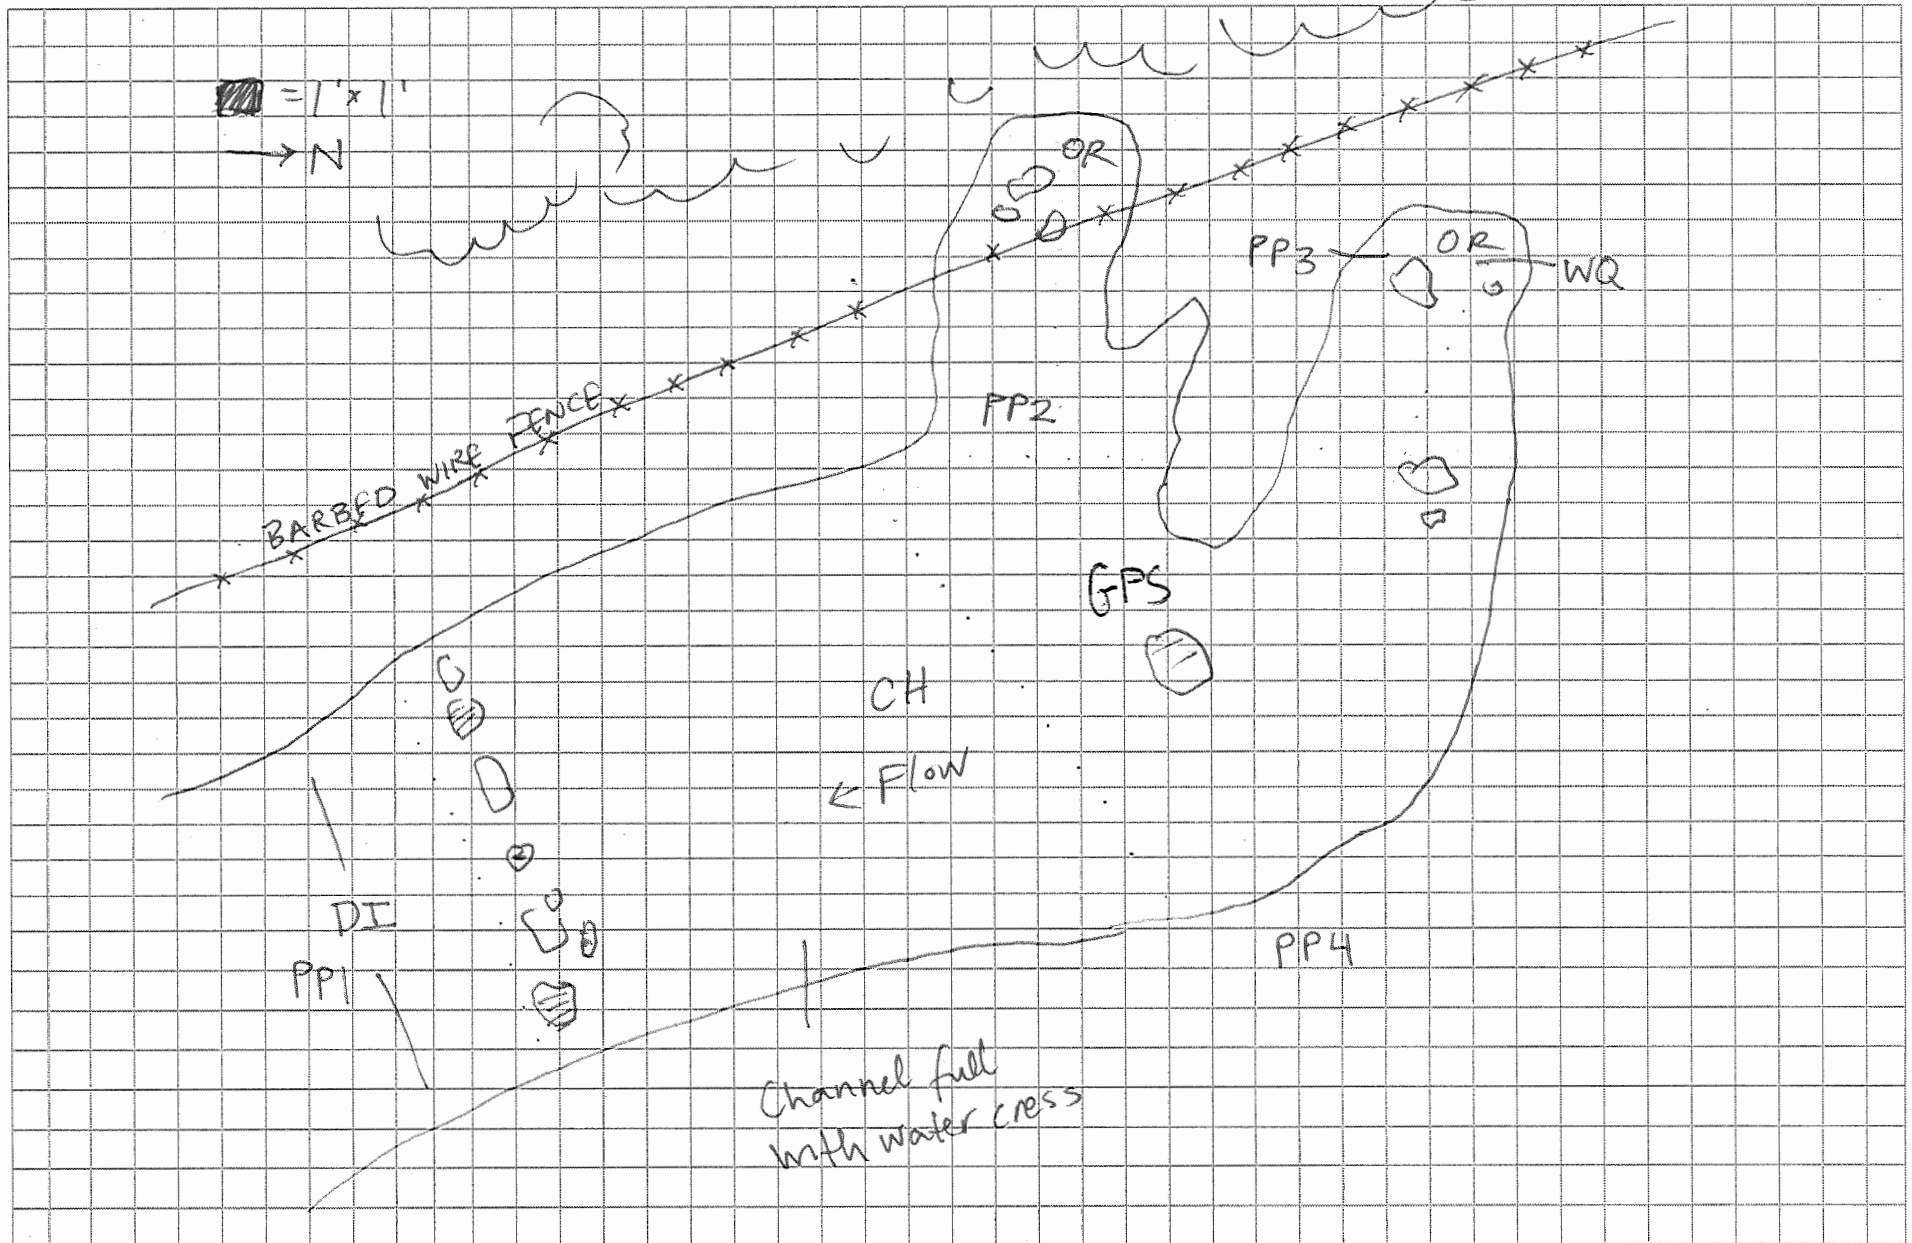 = 1' x 1'
→ N
OR
OR
PP3
WQ
PP2
BARBED WIRE FENCE
GPS
CH
← Flow
DI
PP1
PP4
Channel full
with water cress